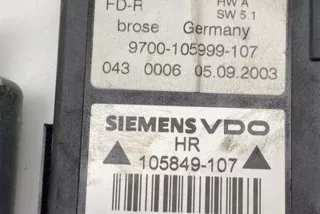 FD-R HW A
SW 5.1
brose Germany
9700-105999-107
043 0006 05.09.2003
SIEMENS VDO
HR
105849-107